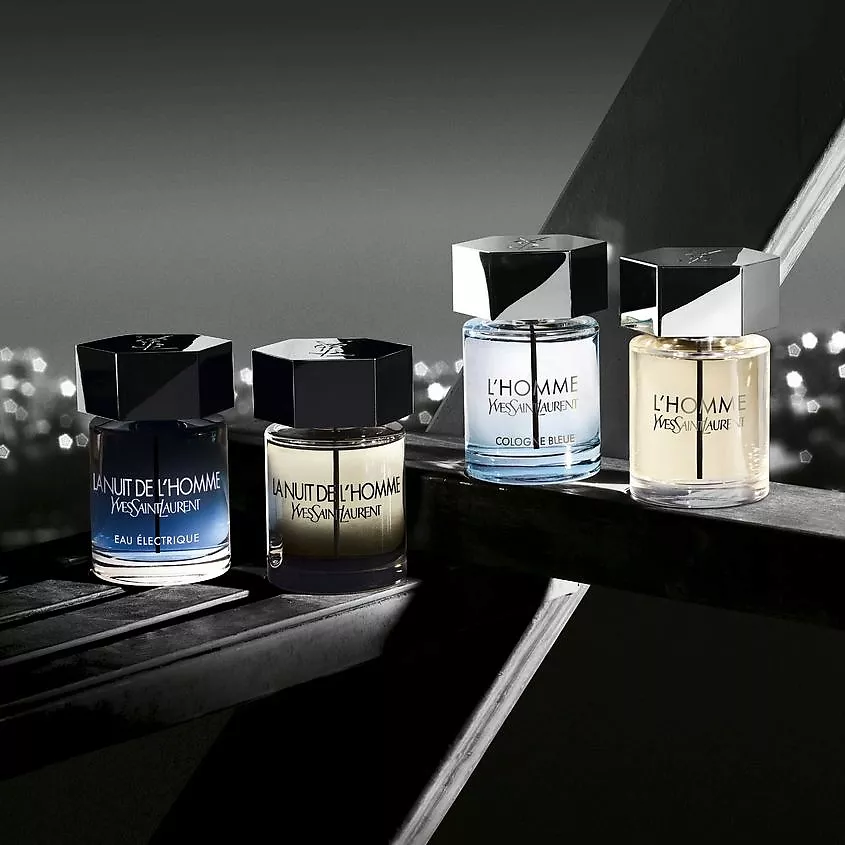 LA NUIT DE L'HOMME
YVESSAINTLAURENT
EAU ÉLECTRIQUE
LA NUIT DE L'HOMME
YVESSAINTLAURENT
L'HOMME
YVESSAINTLAURENT
COLOGNE BLEUE
L'HOMME
YVESSAINTLAURENT